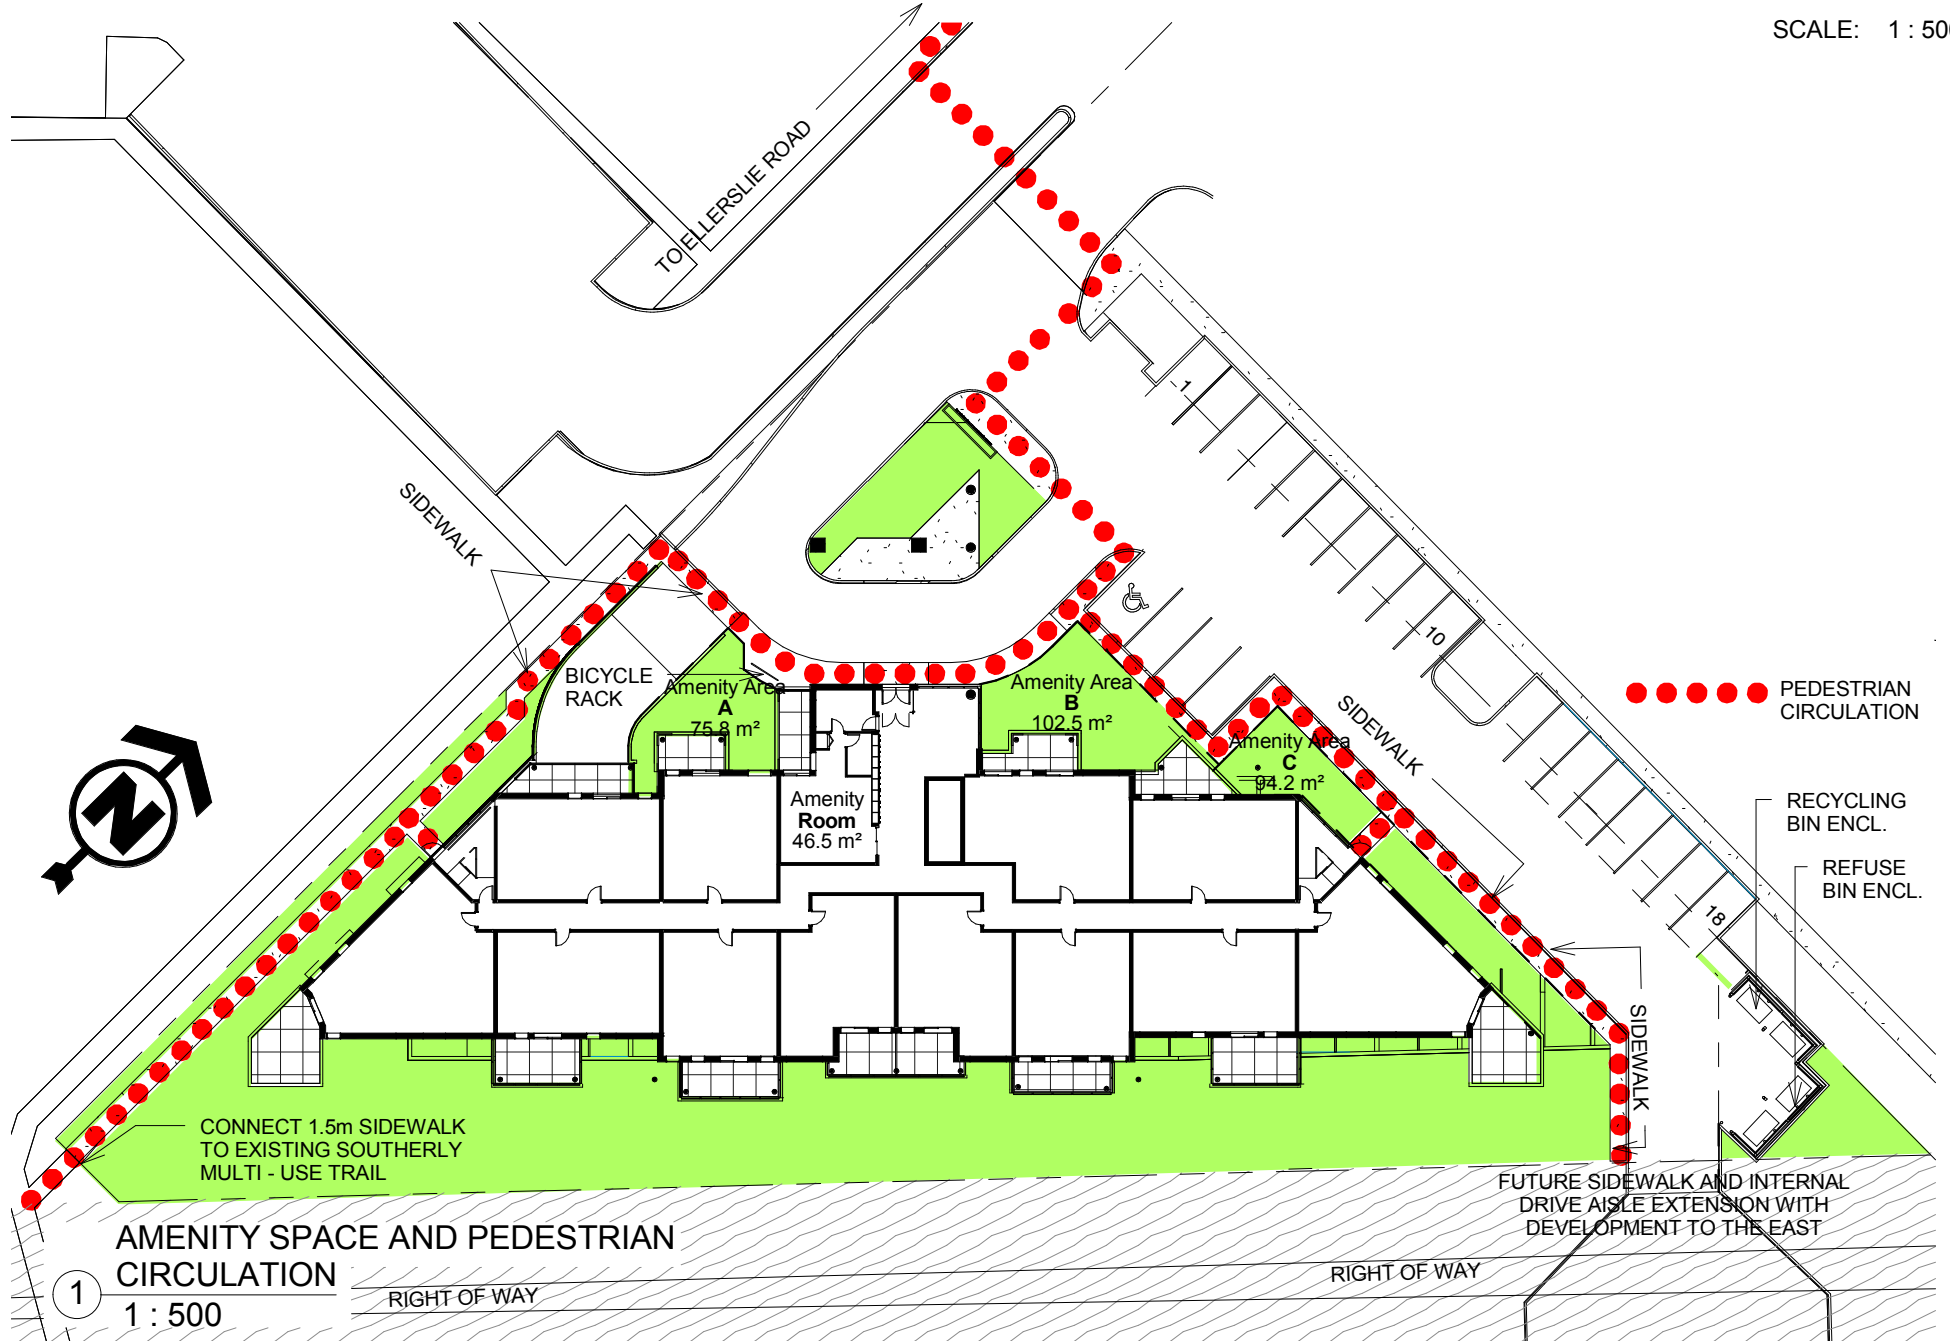 SCALE: 1 : 50
TO ELLERSLIE ROAD
SIDEWALK
BICYCLE
RACK
Amenity Area
A
75.8 m²
Amenity Area
B
102.5 m²
Amenity Area
C
94.2 m²
Amenity
Room
46.5 m²
1
10
18
SIDEWALK
PEDESTRIAN
CIRCULATION
RECYCLING
BIN ENCL.
REFUSE
BIN ENCL.
SIDEWALK
N
CONNECT 1.5m SIDEWALK
TO EXISTING SOUTHERLY
MULTI - USE TRAIL
FUTURE SIDEWALK AND INTERNAL
DRIVE AISLE EXTENSION WITH
DEVELOPMENT TO THE EAST
AMENITY SPACE AND PEDESTRIAN
CIRCULATION
1
1 : 500
RIGHT OF WAY
RIGHT OF WAY